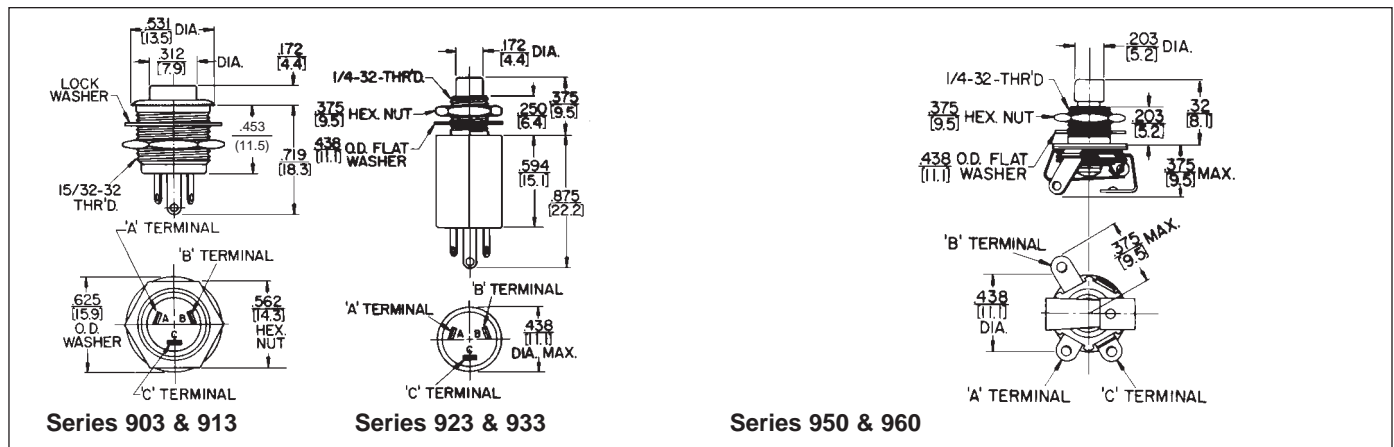 .531
[13.5] DIA.
.312
[7.9] DIA.
.172
[4.4]
LOCK
WASHER
.453
(11.5)
.719
[18.3]
15/32-32
THR'D.
'A' TERMINAL
'B' TERMINAL
.625
[15.9]
O.D.
WASHER
A B
C
.562
[14.3]
HEX.
NUT
'C' TERMINAL
Series 903 & 913
.172
[4.4] DIA.
1/4-32-THR'D.
.375
[9.5] HEX. NUT
.250
[6.4]
.375
[9.5]
.438
[11.1] O.D. FLAT
WASHER
.594
[15.1]
.875
[22.2]
'A' TERMINAL
'B' TERMINAL
A B
C
.438
[11.1]
DIA. MAX.
'C' TERMINAL
Series 923 & 933
.203
[5.2] DIA.
1/4-32-THR'D
.375
[9.5] HEX. NUT
.203
[5.2]
.32
[8.1]
.438
[11.1] O.D. FLAT
WASHER
.375
[9.5] MAX.
'B' TERMINAL
.375
[9.5] MAX.
.438
[11.1]
DIA.
'A' TERMINAL
'C' TERMINAL
Series 950 & 960